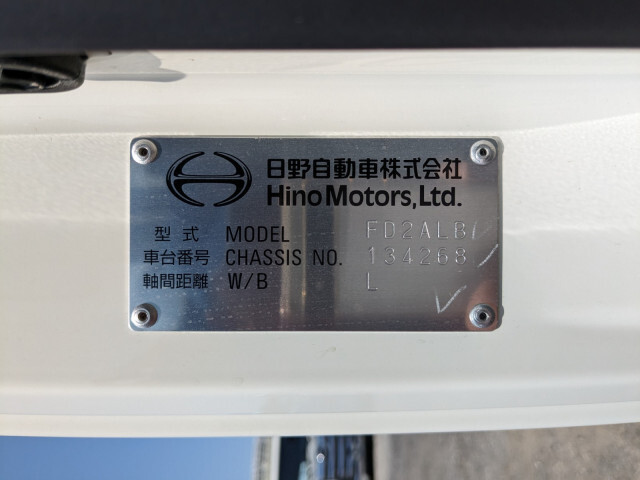 日野自動車株式会社
Hino Motors, Ltd.
型式 MODEL FD2ALB
車台番号 CHASSIS NO. 134268
軸間距離 W/B L